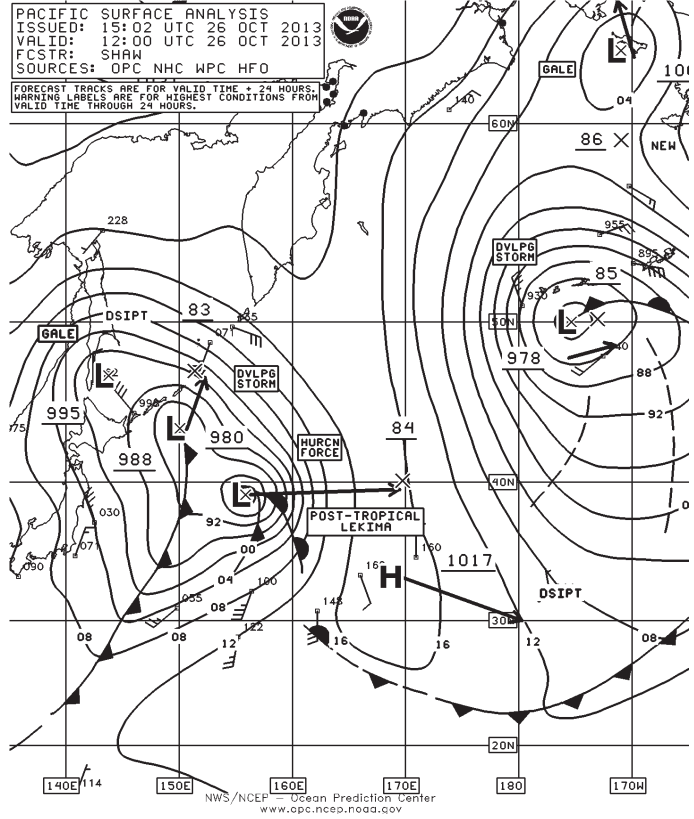 PACIFIC SURFACE ANALYSIS
ISSUED: 15:02 UTC 26 OCT 2013
VALID: 12:00 UTC 26 OCT 2013
FCSTR: SHAW
SOURCES: OPC NHC WPC HFO
FORECAST TRACKS ARE FOR VALID TIME + 24 HOURS.
WARNING LABELS ARE FOR HIGHEST CONDITIONS FROM
VALID TIME THROUGH 24 HOURS.
NOAA
L
GALE
100
140
04
60N
86
NEW
228
955
DVLPG
STORM
895
85
930
DSIPT
83
GALE
L
50N
978
88
L
DVLPG
STORM
995
92
L
980
84
HURCN
FORCE
988
L
40N
92
POST-TROPICAL
LEKIMA
030
00
160
1017
H
090
04
100
DSIPT
055
08
148
30N
08
08
08
122
12
16
16
12
20N
114
140E
150E
160E
170E
180
170W
NWS/NCEP – Ocean Prediction Center
www.opc.ncep.noaa.gov